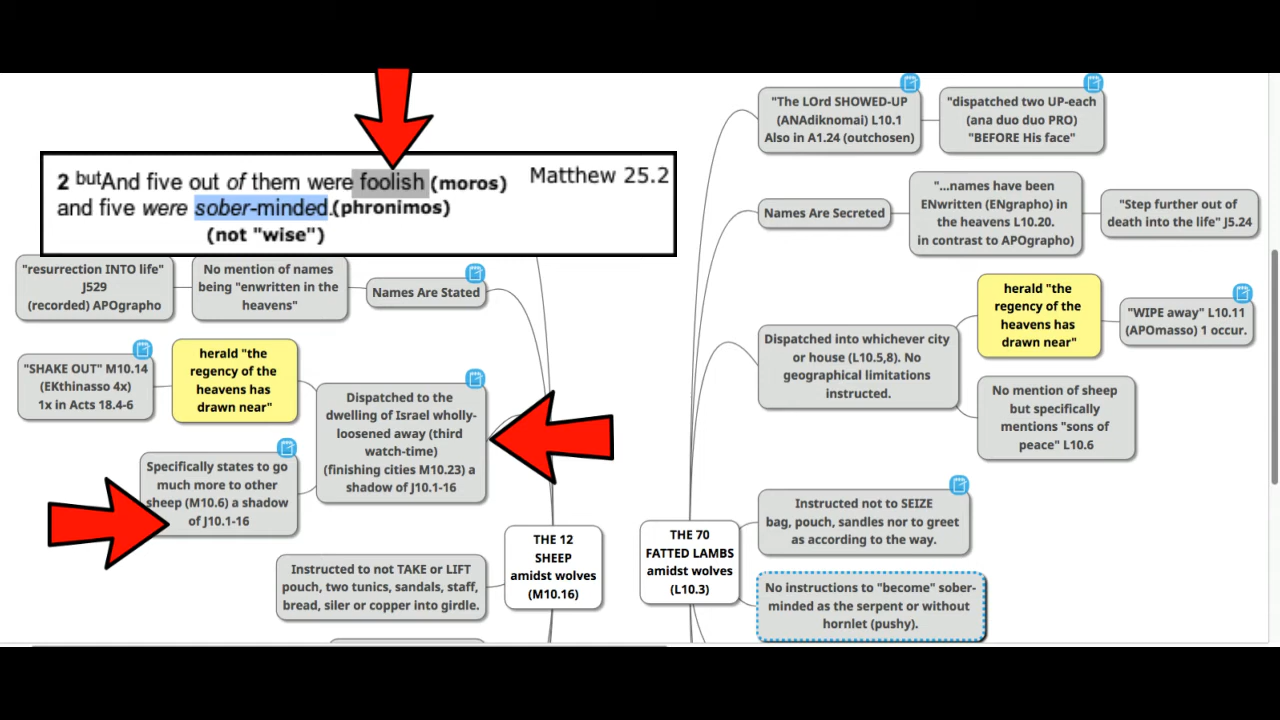 2 butAnd five out of them were foolish (moros)
Matthew 25.2
and five were sober-minded.(phronimos)
(not "wise")
"resurrection INTO life"
J529
(recorded) APOgrapho
No mention of names
being "enwritten in the
heavens"
Names Are Stated
"SHAKE OUT" M10.14
(EKthinasso 4x)
1x in Acts 18.4-6
herald "the
regency of the
heavens has
drawn near"
Dispatched to the
dwelling of Israel wholly-
loosened away (third
watch-time)
(finishing cities M10.23) a
shadow of J10.1-16
Specifically states to go
much more to other
sheep (M10.6) a shadow
of J10.1-16
THE 12
SHEEP
amidst wolves
(M10.16)
Instructed to not TAKE or LIFT
pouch, two tunics, sandals, staff,
bread, siler or copper into girdle.
"The LOrd SHOWED-UP
(ANAdiknomai) L10.1
Also in A1.24 (outchosen)
"dispatched two UP-each
(ana duo duo PRO)
"BEFORE His face"
Names Are Secreted
"...names have been
ENwritten (ENgrapho) in
the heavens L10.20.
in contrast to APOgrapho)
"Step further out of
death into the life" J5.24
Dispatched into whichever city
or house (L10.5,8). No
geographical limitations
instructed.
herald "the
regency of the
heavens has
drawn near"
"WIPE away" L10.11
(APOmasso) 1 occur.
No mention of sheep
but specifically
mentions "sons of
peace" L10.6
THE 70
FATTED LAMBS
amidst wolves
(L10.3)
Instructed not to SEIZE
bag, pouch, sandles nor to greet
as according to the way.
No instructions to "become" sober-
minded as the serpent or without
hornlet (pushy).